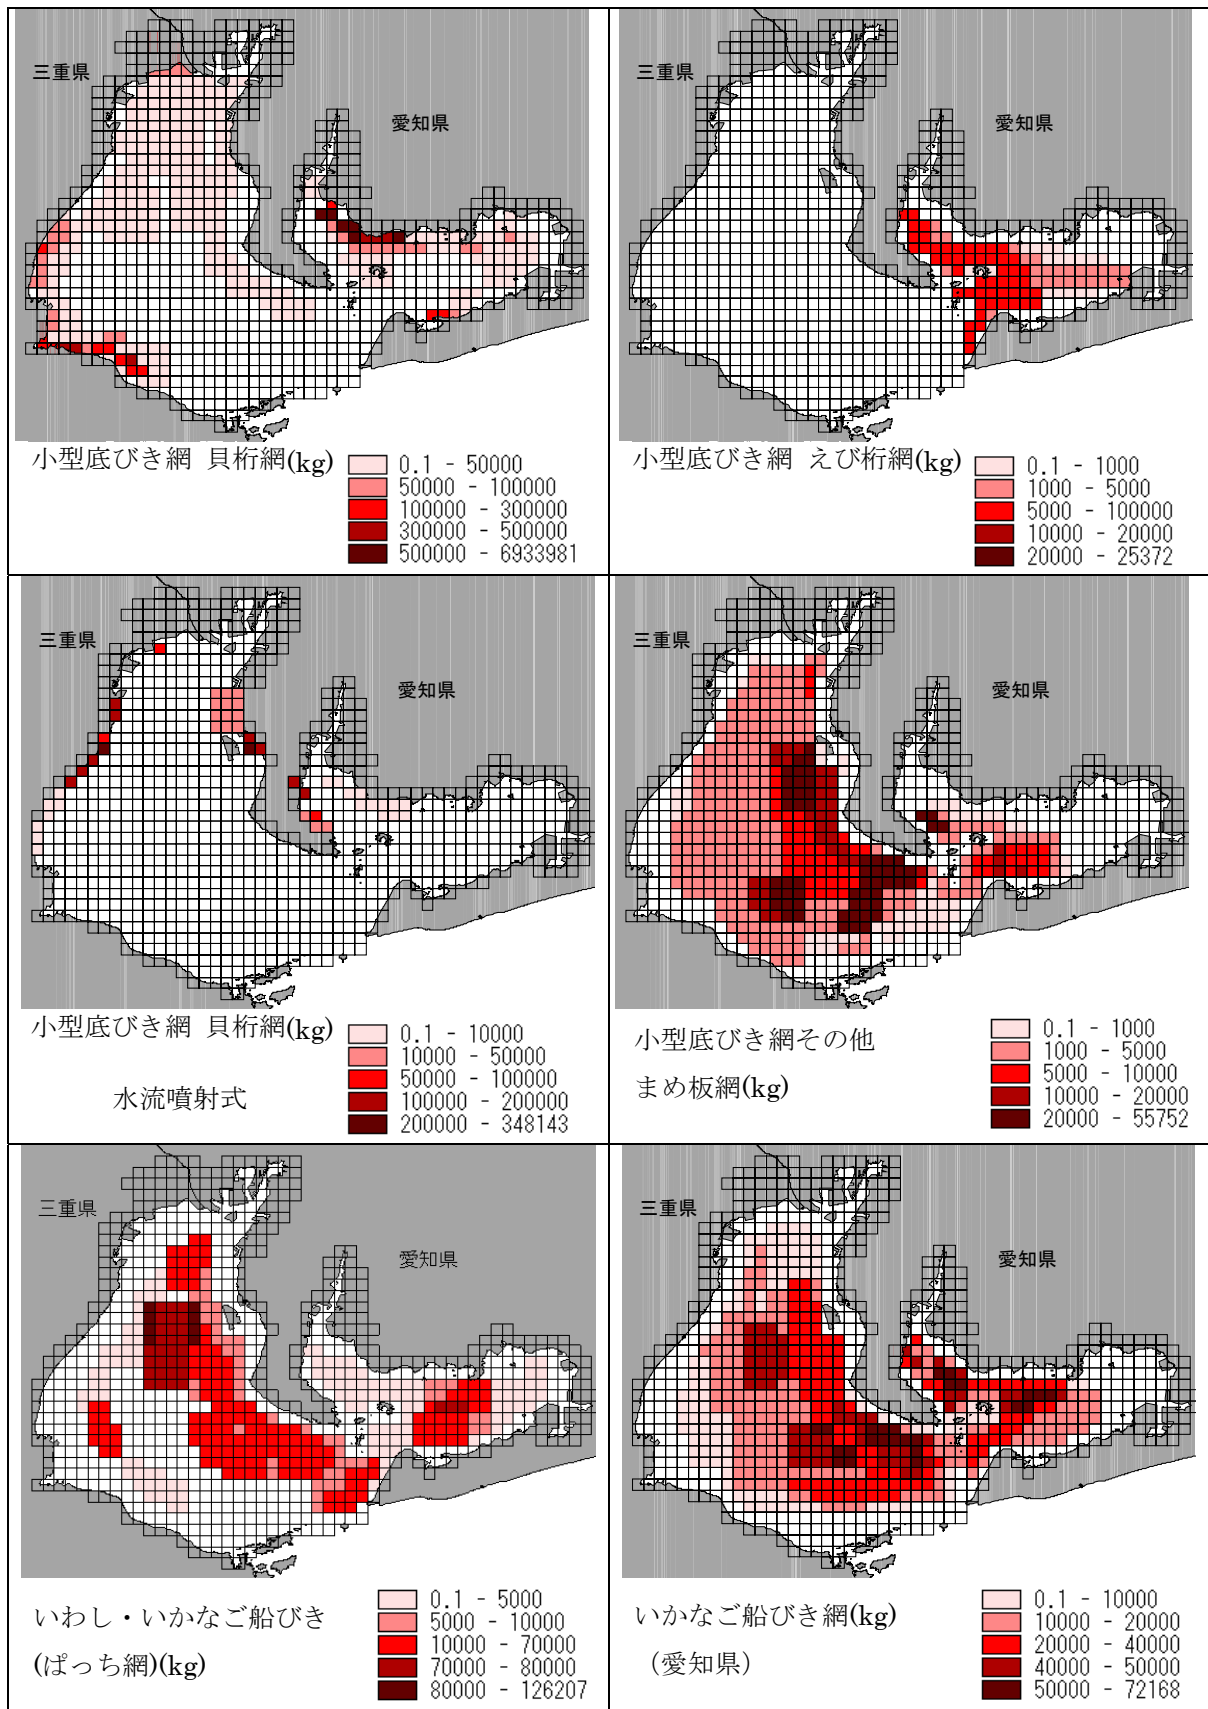 三重県
愛知県
小型底びき網 貝桁網(kg)
0.1 - 50000
50000 - 100000
100000 - 300000
300000 - 500000
500000 - 6933981
三重県
愛知県
小型底びき網 えび桁網(kg)
0.1 - 1000
1000 - 5000
5000 - 100000
10000 - 20000
20000 - 25372
三重県
愛知県
小型底びき網 貝桁網(kg)
水流噴射式
0.1 - 10000
10000 - 50000
50000 - 100000
100000 - 200000
200000 - 348143
三重県
愛知県
小型底びき網その他
まめ板網(kg)
0.1 - 1000
1000 - 5000
5000 - 10000
10000 - 20000
20000 - 55752
三重県
愛知県
いわし・いかなご船びき
(ぱっち網)(kg)
0.1 - 5000
5000 - 10000
10000 - 70000
70000 - 80000
80000 - 126207
三重県
愛知県
いかなご船びき網(kg)
（愛知県）
0.1 - 10000
10000 - 20000
20000 - 40000
40000 - 50000
50000 - 72168